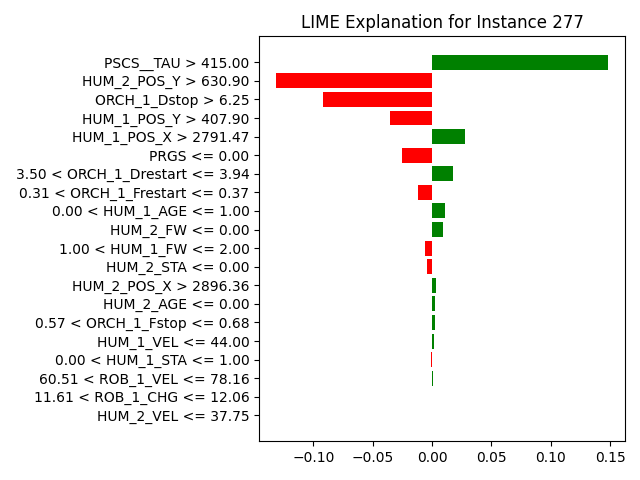 LIME Explanation for Instance 277
PSCS__TAU > 415.00
HUM_2_POS_Y > 630.90
ORCH_1_Dstop > 6.25
HUM_1_POS_Y > 407.90
HUM_1_POS_X > 2791.47
PRGS <= 0.00
3.50 < ORCH_1_Drestart <= 3.94
0.31 < ORCH_1_Frestart <= 0.37
0.00 < HUM_1_AGE <= 1.00
HUM_2_FW <= 0.00
1.00 < HUM_1_FW <= 2.00
HUM_2_STA <= 0.00
HUM_2_POS_X > 2896.36
HUM_2_AGE <= 0.00
0.57 < ORCH_1_Fstop <= 0.68
HUM_1_VEL <= 44.00
0.00 < HUM_1_STA <= 1.00
60.51 < ROB_1_VEL <= 78.16
11.61 < ROB_1_CHG <= 12.06
HUM_2_VEL <= 37.75
−0.10 −0.05 0.00 0.05 0.10 0.15